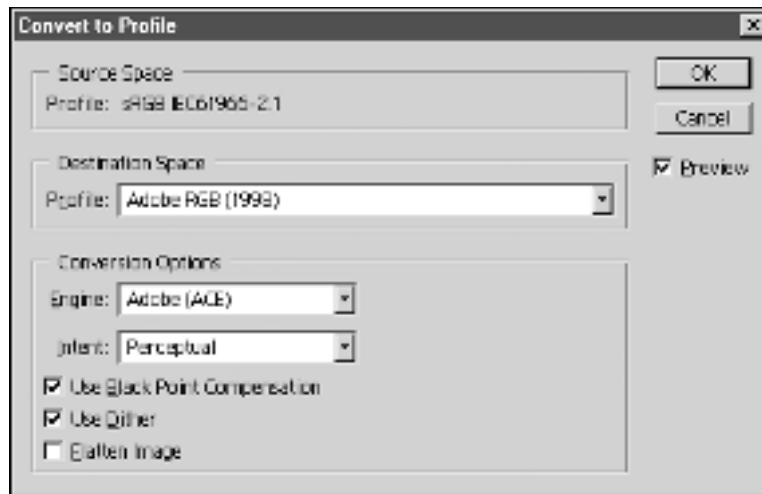 Convert to Profile
Source Space
Profile: sRGB IEC61966-2.1
OK
Cancel
Destination Space
Preview
Profile: Adobe RGB (1998)
Conversion Options
Engine: Adobe (ACE)
Intent: Perceptual
Use Black Point Compensation
Use Dither
Flatten Image